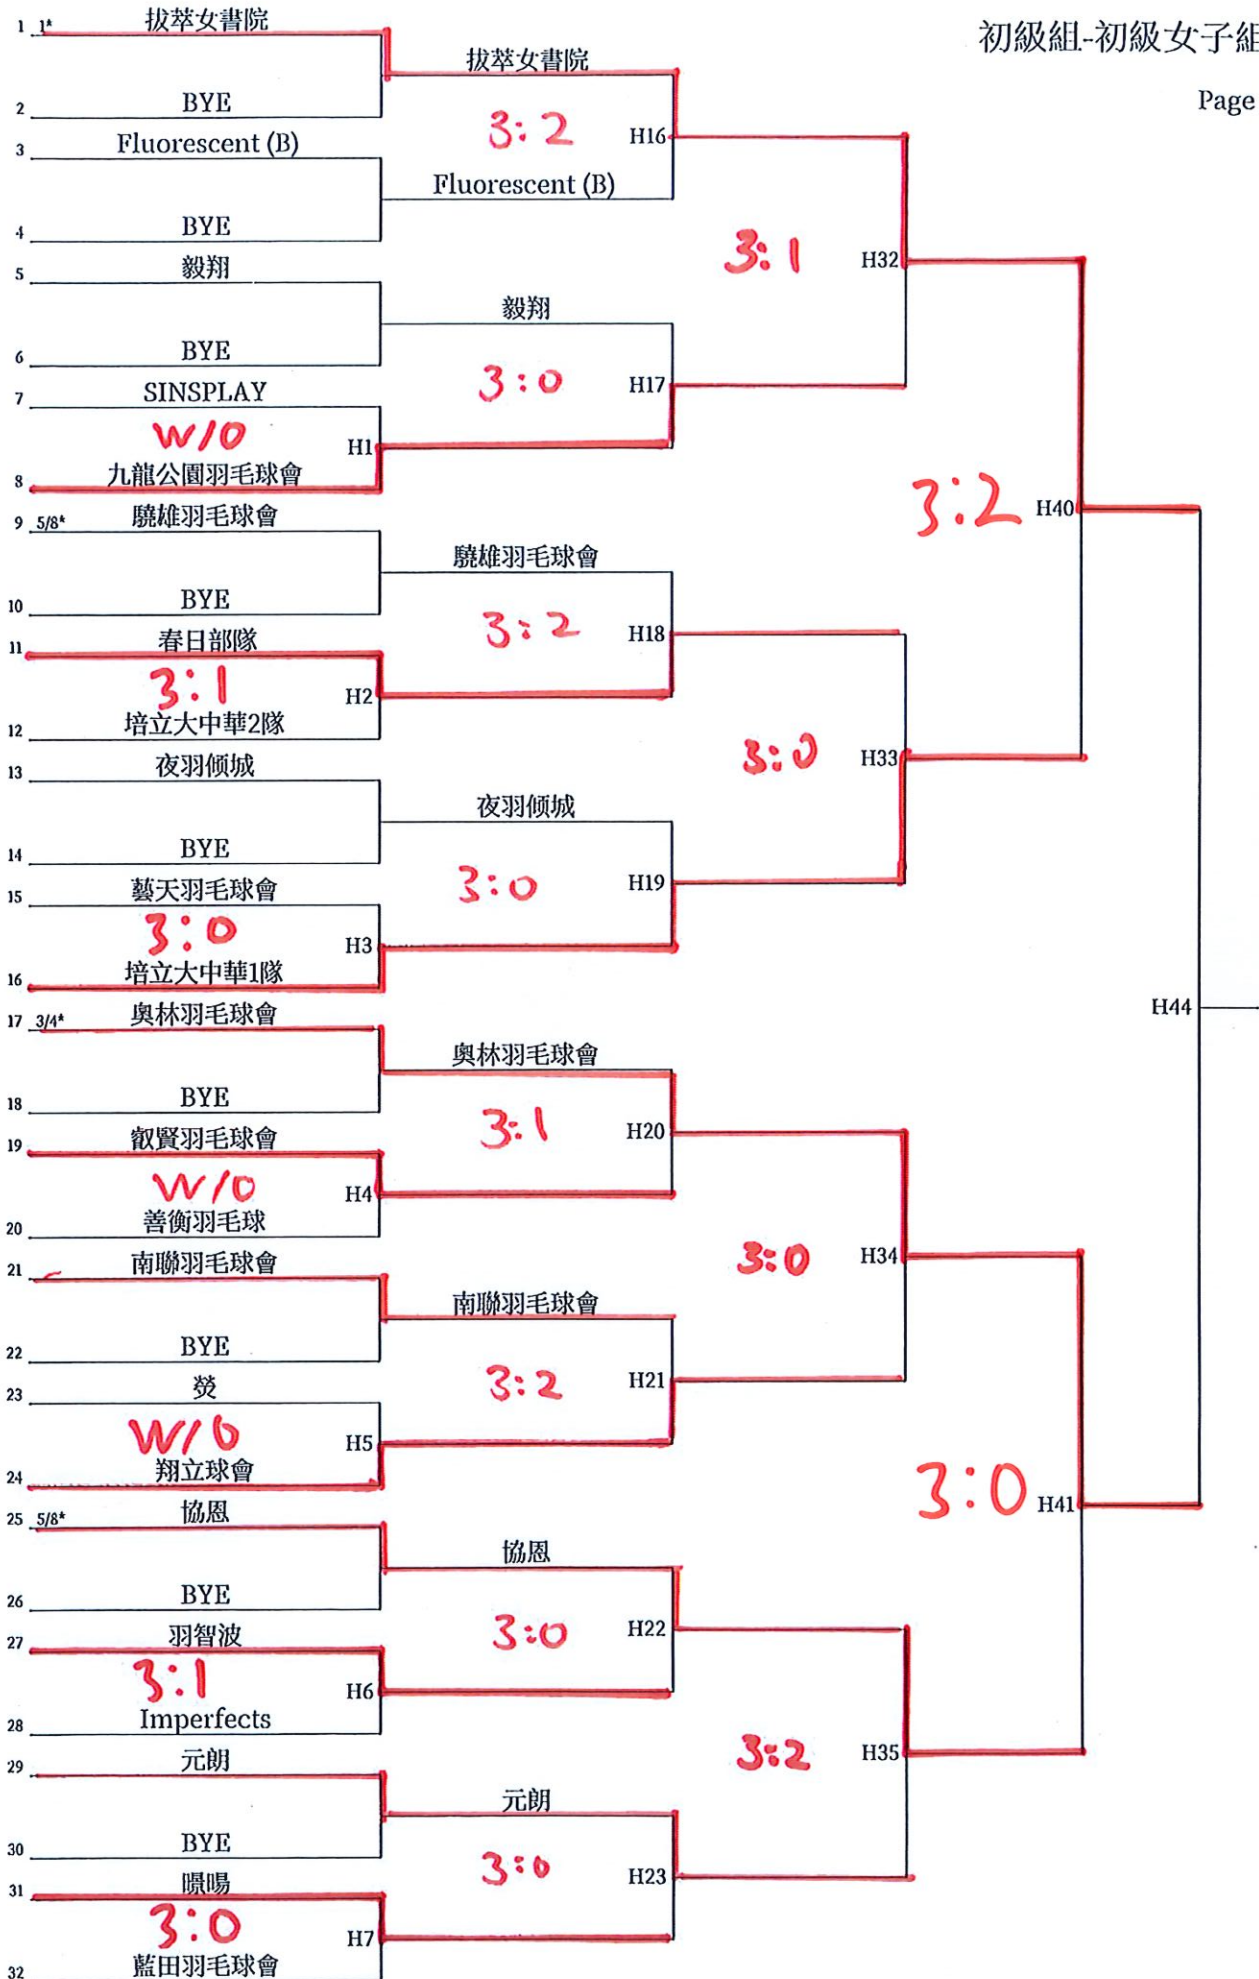 初級組-初級女子組
Page
1 1* 拔萃女書院
拔萃女書院
2 BYE
3:2 H16
3 Fluorescent (B)
Fluorescent (B)
4 BYE
3:1 H32
5 毅翔
毅翔
6 BYE
3:0 H17
7 SINSPLAY
W/O H1
8 九龍公園羽毛球會
3:2 H40
9 5/8* 驍雄羽毛球會
驍雄羽毛球會
10 BYE
3:2 H18
11 春日部隊
3:1 H2
12 培立大中華2隊
3:0 H33
13 夜羽倾城
夜羽倾城
14 BYE
3:0 H19
15 藝天羽毛球會
3:0 H3
16 培立大中華1隊
H44
17 3/4* 奥林羽毛球會
奥林羽毛球會
18 BYE
3:1 H20
19 叡賢羽毛球會
W/O H4
20 善衡羽毛球
3:0 H34
21 南聯羽毛球會
南聯羽毛球會
22 BYE
3:2 H21
23 熒
W/O H5
24 翔立球會
3:0 H41
25 5/8* 協恩
協恩
26 BYE
3:0 H22
27 羽智波
3:1 H6
28 Imperfects
3:2 H35
29 元朗
元朗
30 BYE
3:0 H23
31 暻暘
3:0 H7
32 藍田羽毛球會